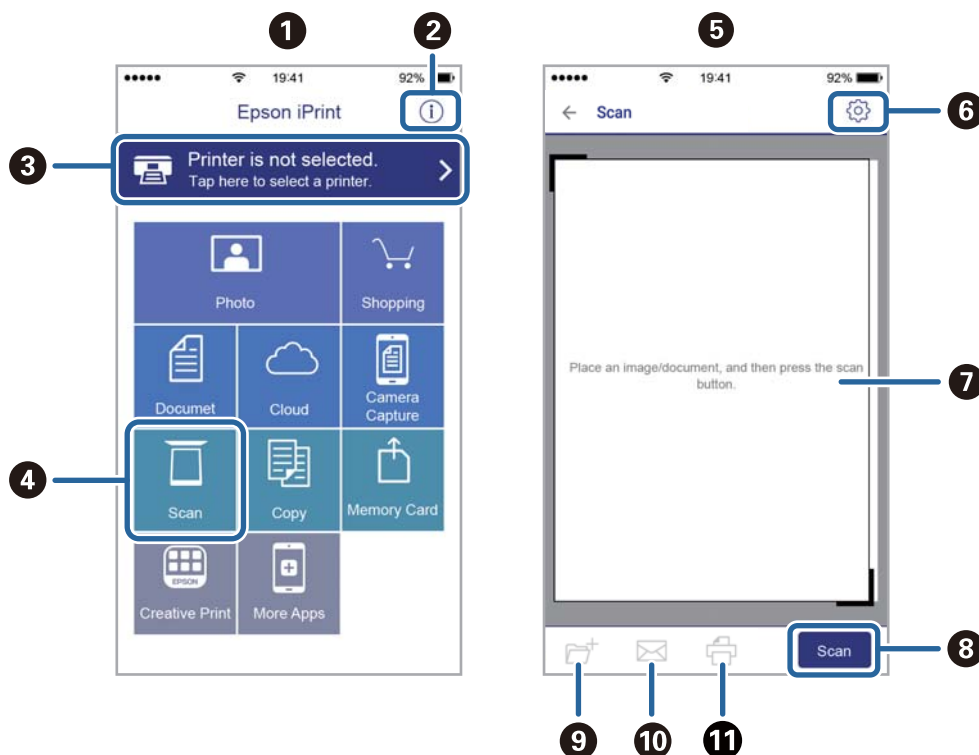 1
2
5
19:41
92%
19:41
92%
Epson iPrint
i
Scan
6
3
Printer is not selected.
Tap here to select a printer.
Photo
Shopping
Place an image/document, and then press the scan
button.
7
Documet
Cloud
Camera
Capture
4
Scan
Copy
Memory Card
EPSON
Creative Print
More Apps
Scan
8
9
10
11